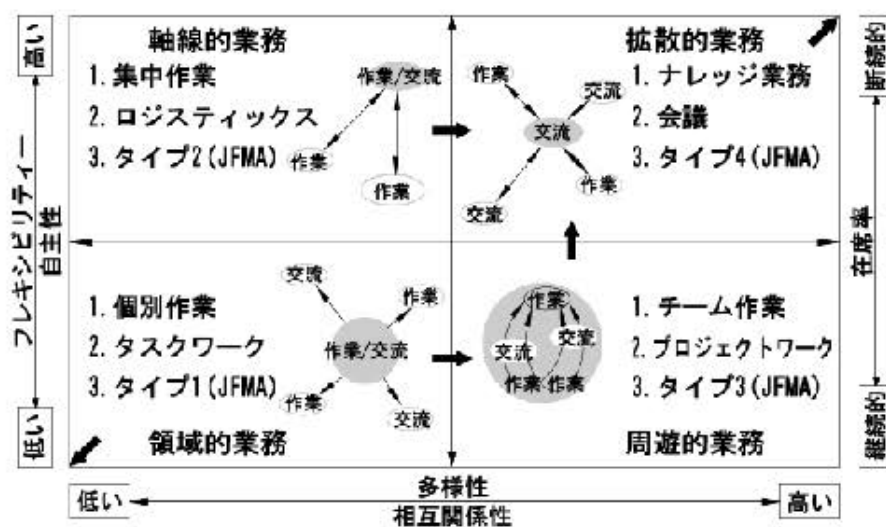 高い
フレキシビリティー
自主性
低い
軸線的業務
1. 集中作業
2. ロジスティックス
3. タイプ2(JFMA)
作業/交流
作業
作業
拡散的業務
1. ナレッジ業務
2. 会議
3. タイプ4(JFMA)
作業
交流
交流
作業
交流
1. 個別作業
2. タスクワーク
3. タイプ1(JFMA)
領域的業務
交流
作業
作業/交流
作業
交流
1. チーム作業
2. プロジェクトワーク
3. タイプ3(JFMA)
周遊的業務
作業
交流
交流
作業
作業
断続的
在席率
継続的
低い
多様性
相互関係性
高い